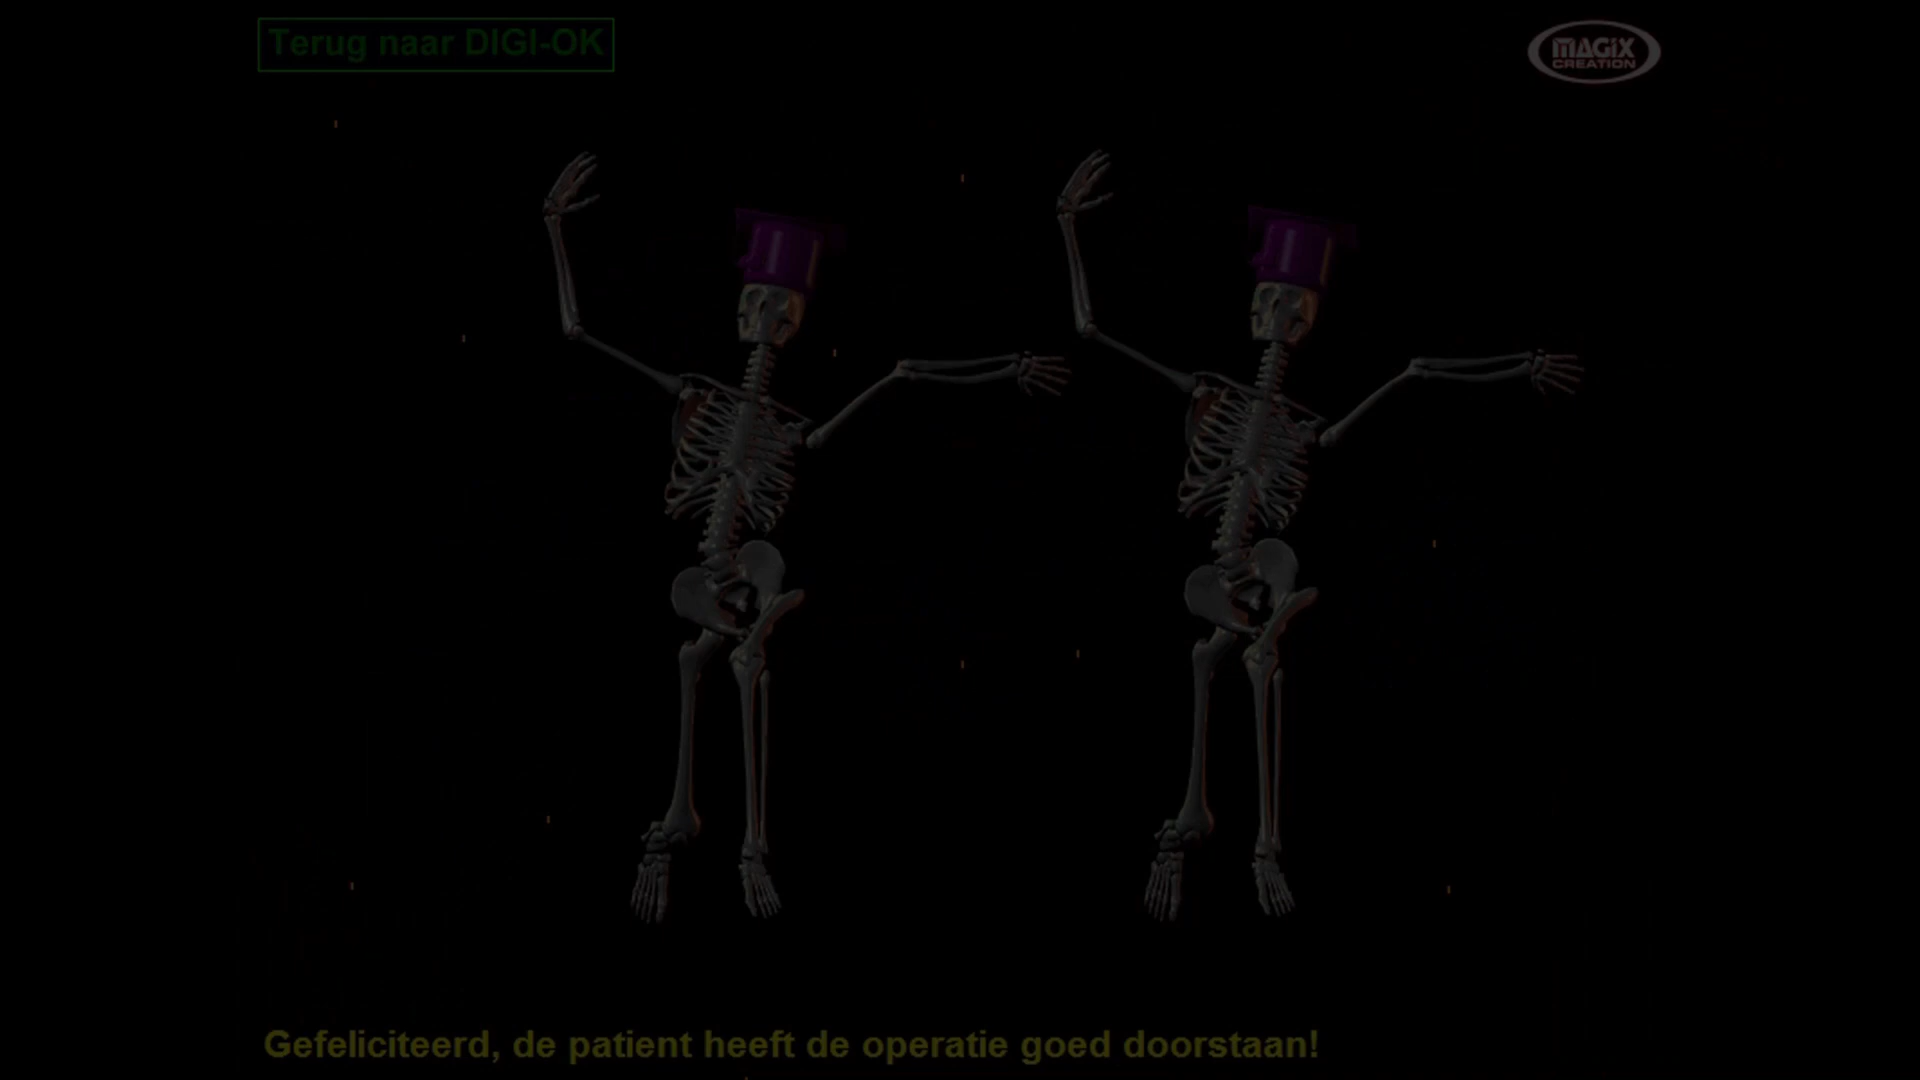 Terug naar DIGI-OK
MAGIX
CREATION
Gefeliciteerd, de patient heeft de operatie goed doorstaan!